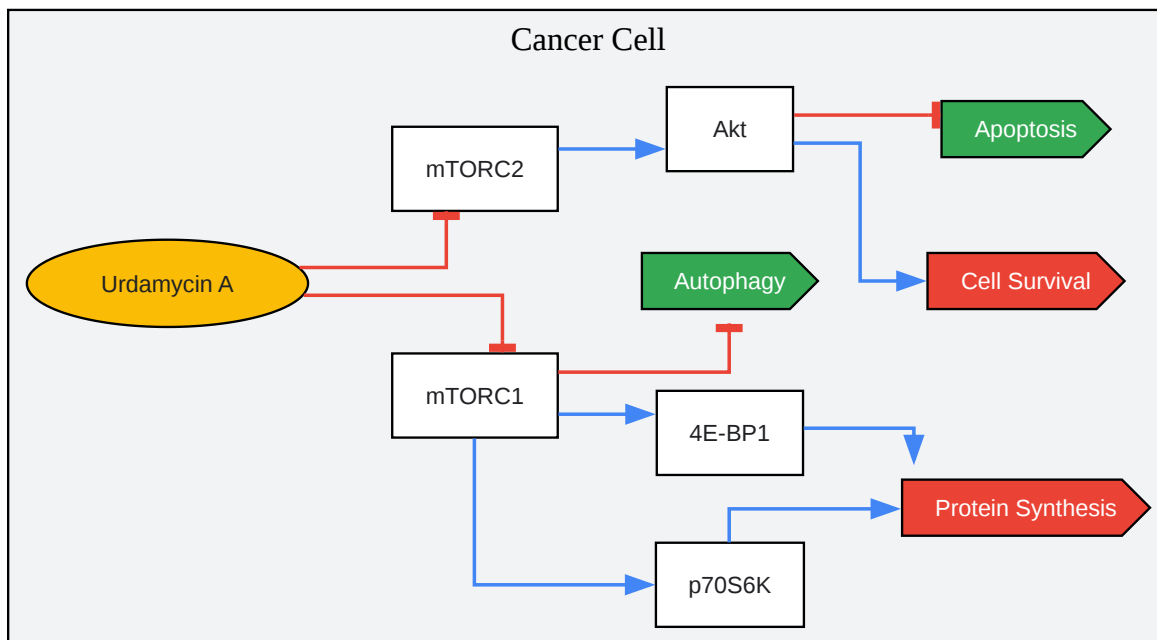 Cancer Cell
Akt
Apoptosis
mTORC2
Urdamycin A
Autophagy
Cell Survival
mTORC1
4E-BP1
Protein Synthesis
p70S6K